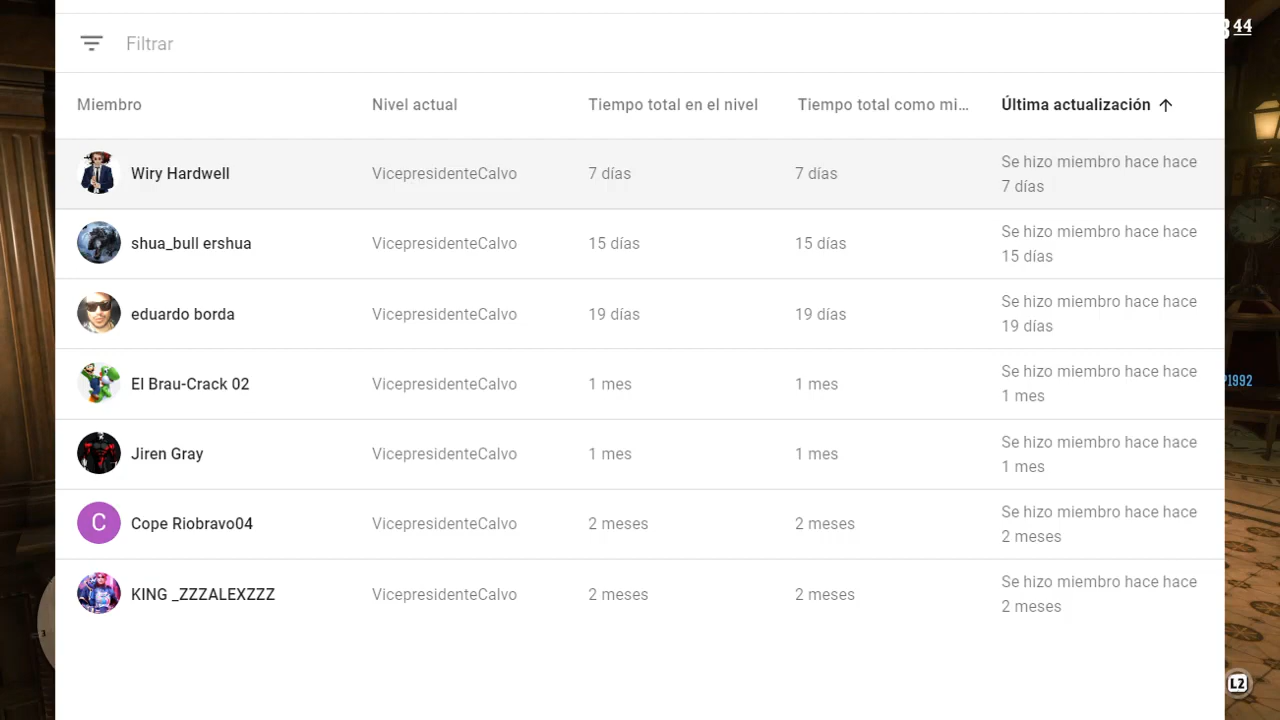 44
Filtrar
Miembro Nivel actual Tiempo total en el nivel Tiempo total como mi... Última actualización
Wiry Hardwell VicepresidenteCalvo 7 días 7 días Se hizo miembro hace hace
7 días
shua_bull ershua VicepresidenteCalvo 15 días 15 días Se hizo miembro hace hace
15 días
eduardo borda VicepresidenteCalvo 19 días 19 días Se hizo miembro hace hace
19 días
El Brau-Crack 02 VicepresidenteCalvo 1 mes 1 mes Se hizo miembro hace hace
1 mes
1992
Jiren Gray VicepresidenteCalvo 1 mes 1 mes Se hizo miembro hace hace
1 mes
C Cope Riobravo04 VicepresidenteCalvo 2 meses 2 meses Se hizo miembro hace hace
2 meses
KING _ZZZALEXZZZ VicepresidenteCalvo 2 meses 2 meses Se hizo miembro hace hace
2 meses
L2